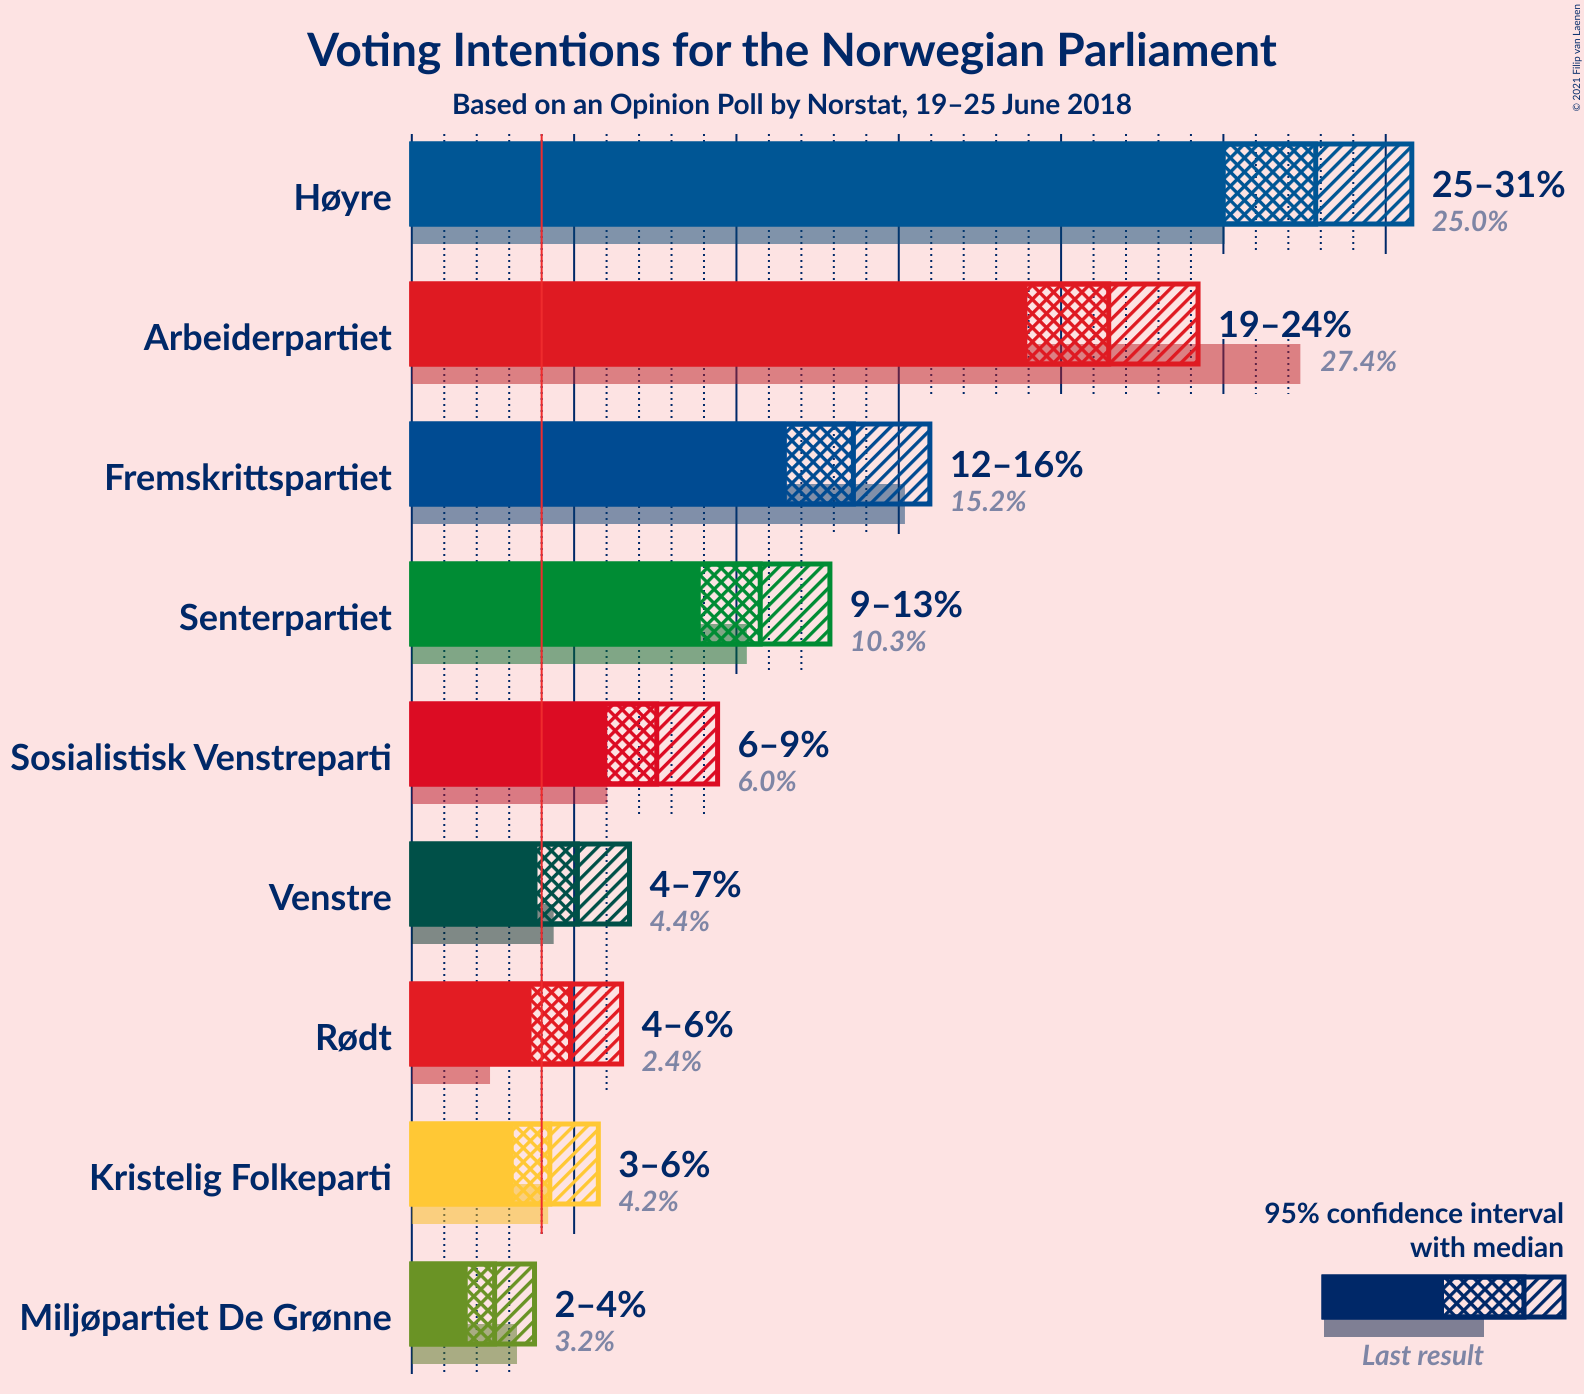 Voting Intentions for the Norwegian Parliament
Based on an Opinion Poll by Norstat, 19–25 June 2018
© 2021 Filip van Laenen
Høyre
25–31%
25.0%
Arbeiderpartiet
19–24%
27.4%
Fremskrittspartiet
12–16%
15.2%
Senterpartiet
9–13%
10.3%
Sosialistisk Venstreparti
6–9%
6.0%
Venstre
4–7%
4.4%
Rødt
4–6%
2.4%
Kristelig Folkeparti
3–6%
4.2%
Miljøpartiet De Grønne
2–4%
3.2%
95% confidence interval
with median
Last result